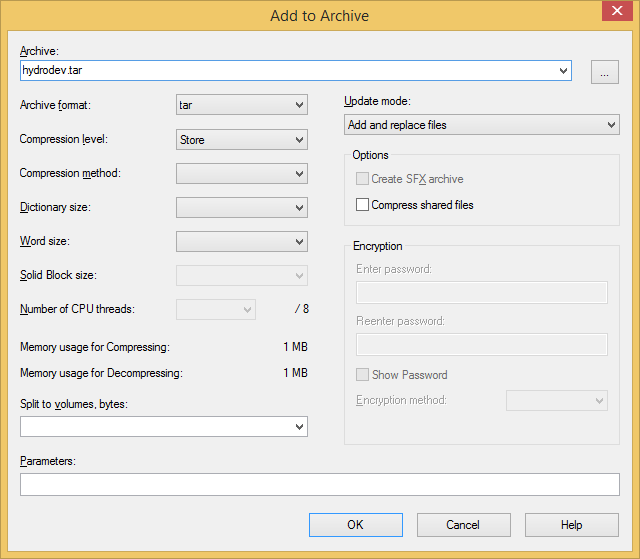 Add to Archive
Archive:
hydrodev.tar
...
Archive format:
tar
Compression level:
Store
Compression method:
Dictionary size:
Word size:
Solid Block size:
Number of CPU threads:
/ 8
Memory usage for Compressing:
1 MB
Memory usage for Decompressing:
1 MB
Split to volumes, bytes:
Update mode:
Add and replace files
Options
Create SFX archive
Compress shared files
Encryption
Enter password:
Reenter password:
Show Password
Encryption method:
Parameters:
OK
Cancel
Help